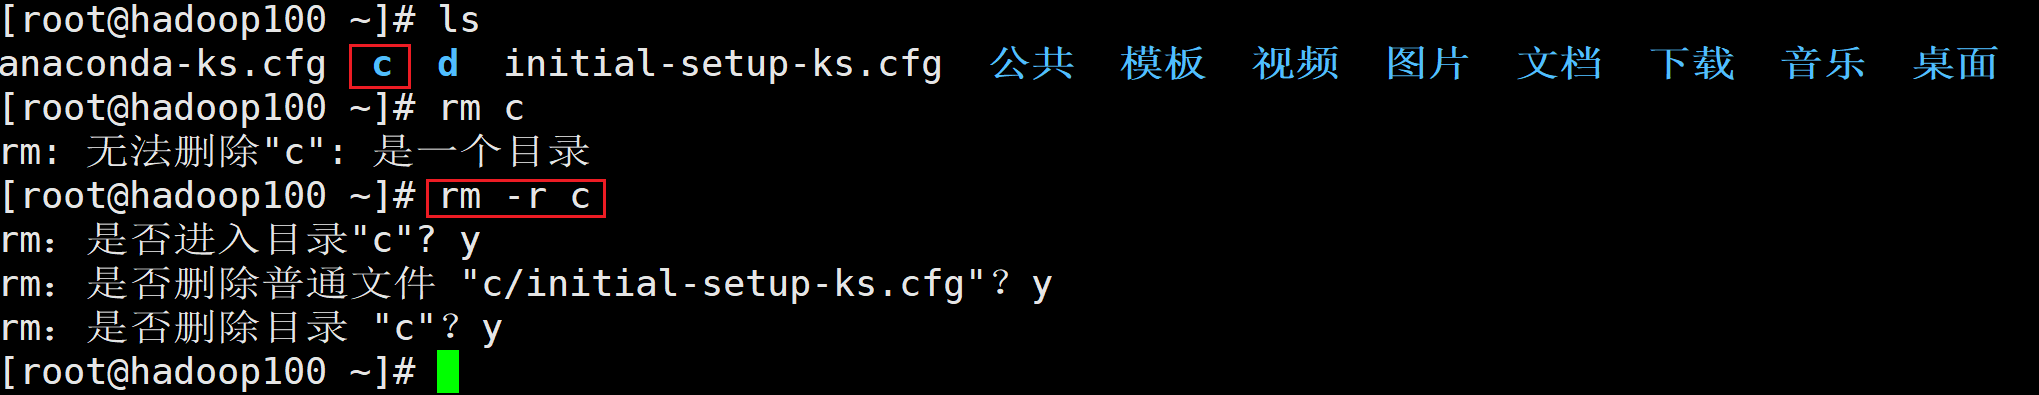 [root@hadoop100 ~]# ls
anaconda-ks.cfg  c  d  initial-setup-ks.cfg  公共  模板  视频  图片  文档  下载  音乐  桌面
[root@hadoop100 ~]# rm c
rm: 无法删除"c": 是一个目录
[root@hadoop100 ~]# rm -r c
rm：是否进入目录"c"? y
rm：是否删除普通文件 "c/initial-setup-ks.cfg"？y
rm：是否删除目录 "c"？y
[root@hadoop100 ~]#